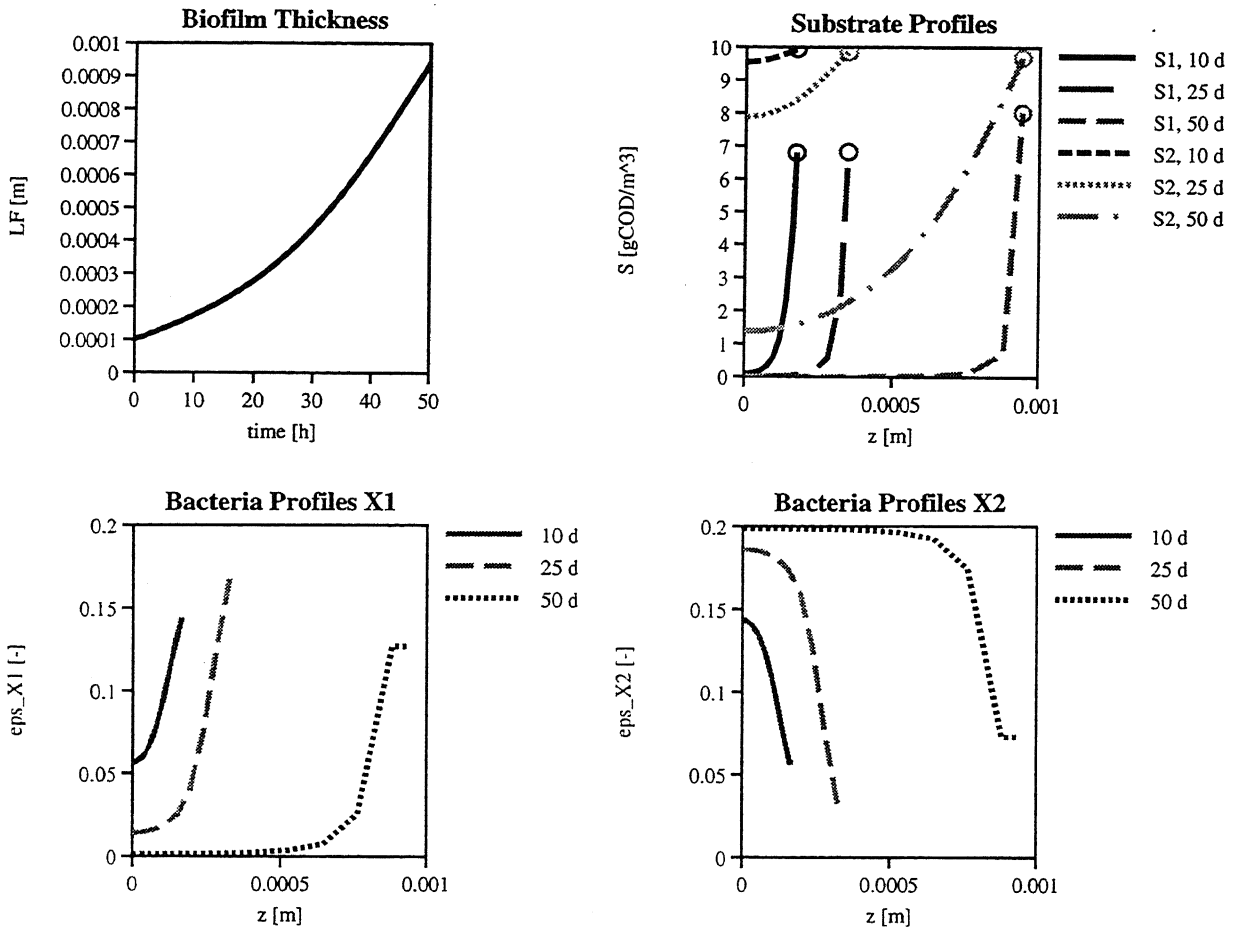 Biofilm Thickness
LF [m]
0.001
0.0009
0.0008
0.0007
0.0006
0.0005
0.0004
0.0003
0.0002
0.0001
0
0 10 20 30 40 50
time [h]
Substrate Profiles
S [gCOD/m^3]
10
9
8
7
6
5
4
3
2
1
0
0 0.0005 0.001
z [m]
S1, 10 d
S1, 25 d
S1, 50 d
S2, 10 d
S2, 25 d
S2, 50 d
Bacteria Profiles X1
eps_X1 [-]
0.2
0.15
0.1
0.05
0
0 0.0005 0.001
z [m]
10 d
25 d
50 d
Bacteria Profiles X2
eps_X2 [-]
0.2
0.15
0.1
0.05
0
0 0.0005 0.001
z [m]
10 d
25 d
50 d